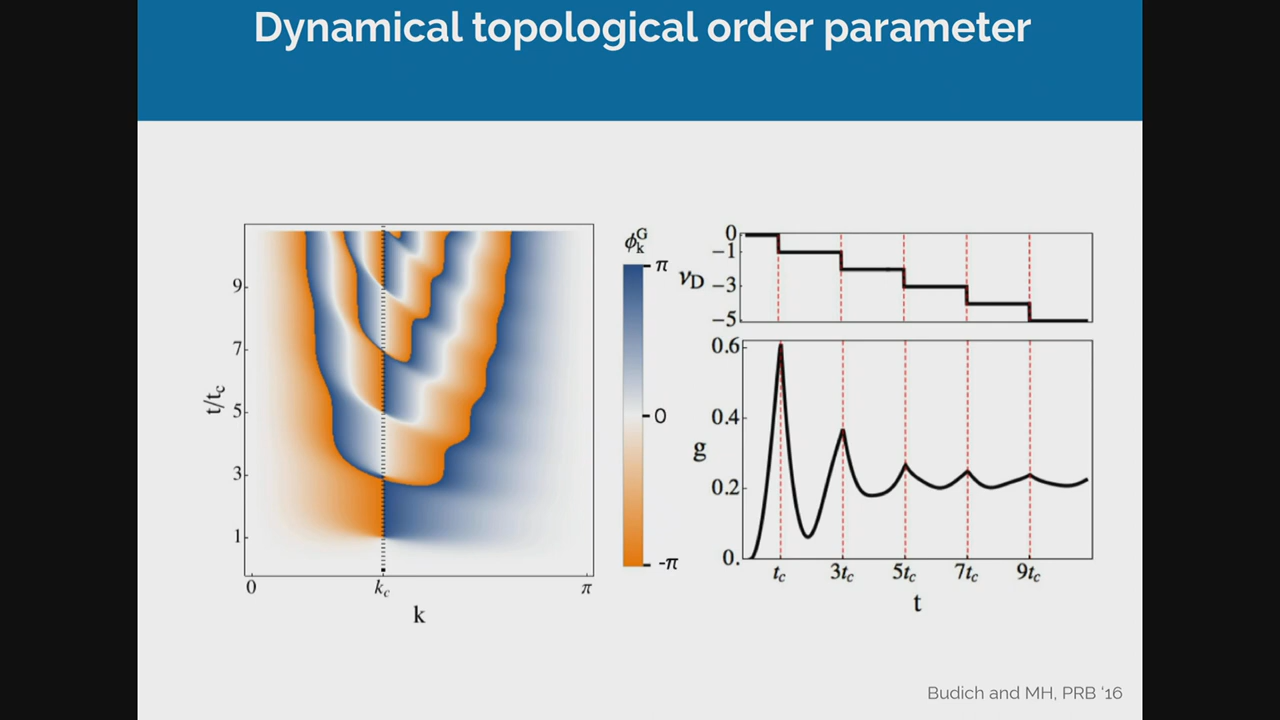 Dynamical topological order parameter
t/t_c
9
7
5
3
1
0
k_c
π
k
ϕ_k^G
π
0
-π
ν_D
0
−1
−3
−5
g
0.6
0.4
0.2
0.
t_c
3t_c
5t_c
7t_c
9t_c
t
Budich and MH, PRB '16